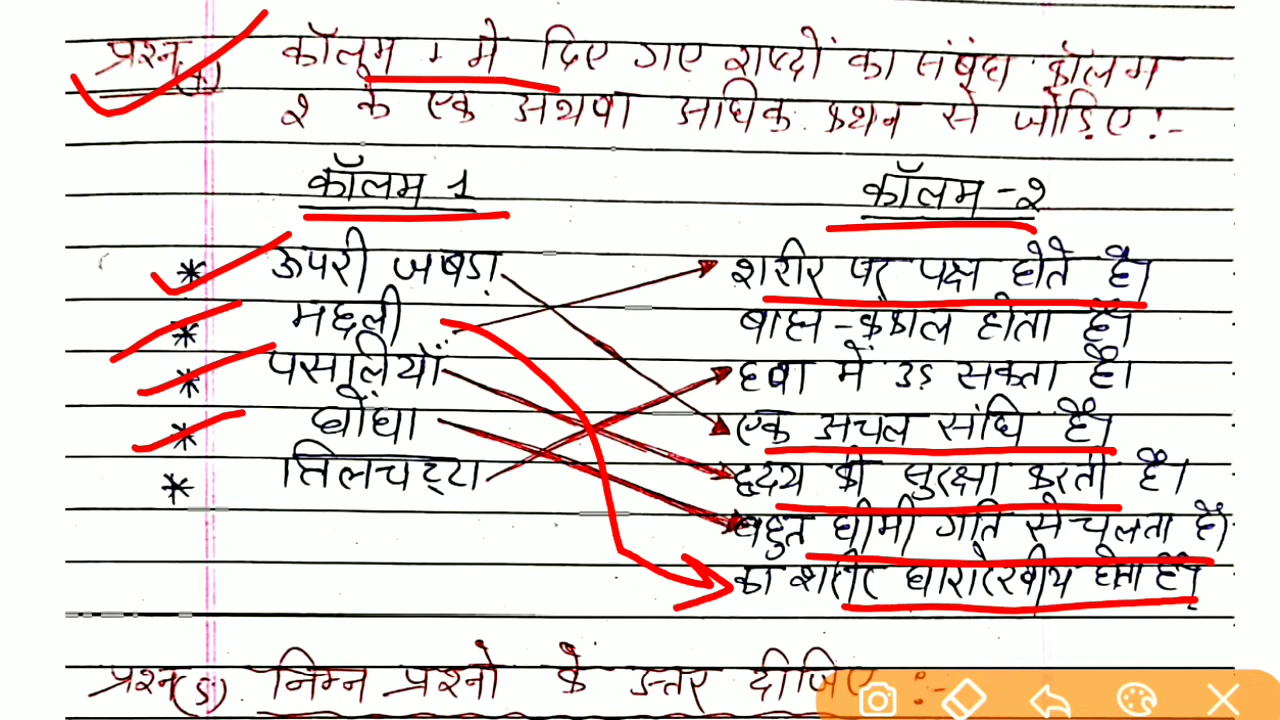 प्रश्न(4) कॉलम 1 में दिए गए शब्दों का संबंध कॉलम
२ के एक अथवा अधिक कथन से जोड़िए :-
कॉलम 1 कॉलम -२
* ऊपरी जबड़ा शरीर पर पक्ष होते है।
* मछली बाह्य -कंकाल होता है।
* पसलियाँ हवा में उड़ सकता है।
* घोंघा एक अचल संधि है।
* तिलचट्टा हृदय की सुरक्षा करती है।
बहुत धीमी गति से चलता है।
का शरीर धारारेखीय होता है।
प्रश्न(5) निम्न प्रश्नो के उत्तर दीजिए :-